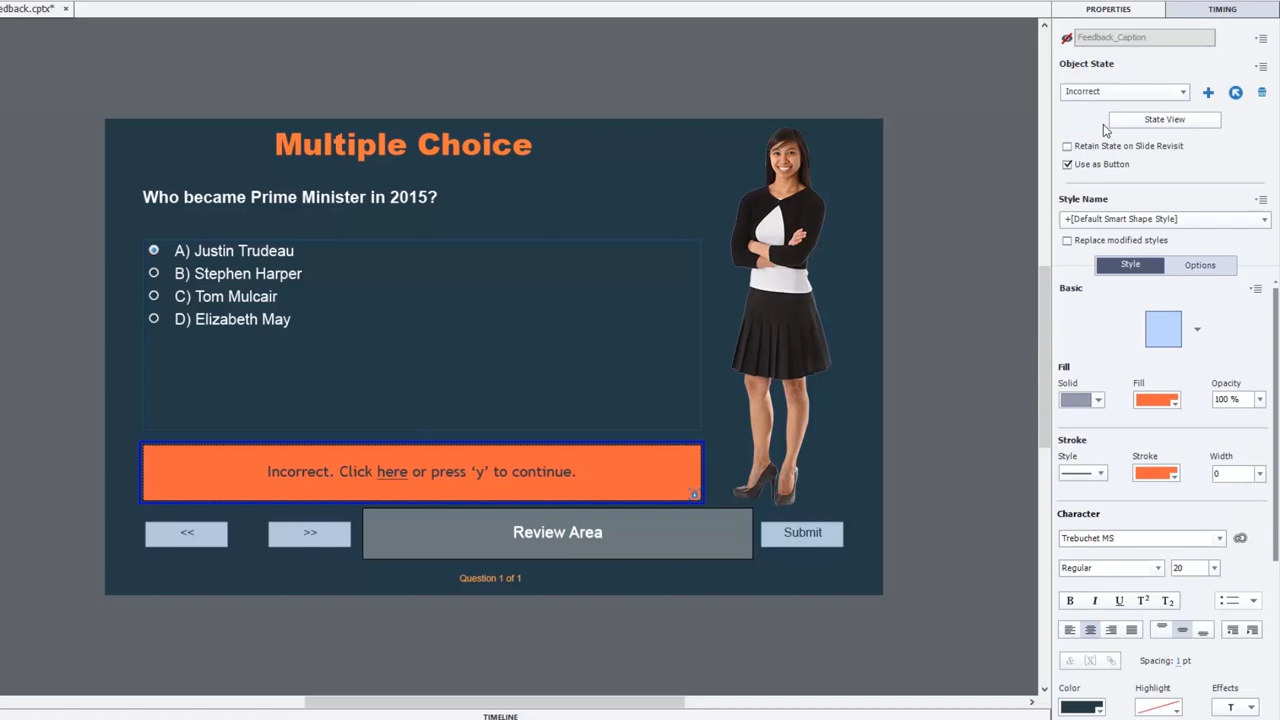 edback.cptx* ×
PROPERTIES
TIMING
Feedback_Caption
Object State
Incorrect
State View
Retain State on Slide Revisit
Use as Button
Style Name
+[Default Smart Shape Style]
Replace modified styles
Style
Options
Basic
Fill
Solid
Fill
Opacity
100 %
Stroke
Style
Stroke
Width
0
Character
Trebuchet MS
Regular
20
B I U T² T₂
Spacing: 1 pt
Color
Highlight
Effects
T
Multiple Choice
Who became Prime Minister in 2015?
A) Justin Trudeau
B) Stephen Harper
C) Tom Mulcair
D) Elizabeth May
Incorrect. Click here or press ‘y’ to continue.
<<
>>
Review Area
Submit
Question 1 of 1
TIMELINE